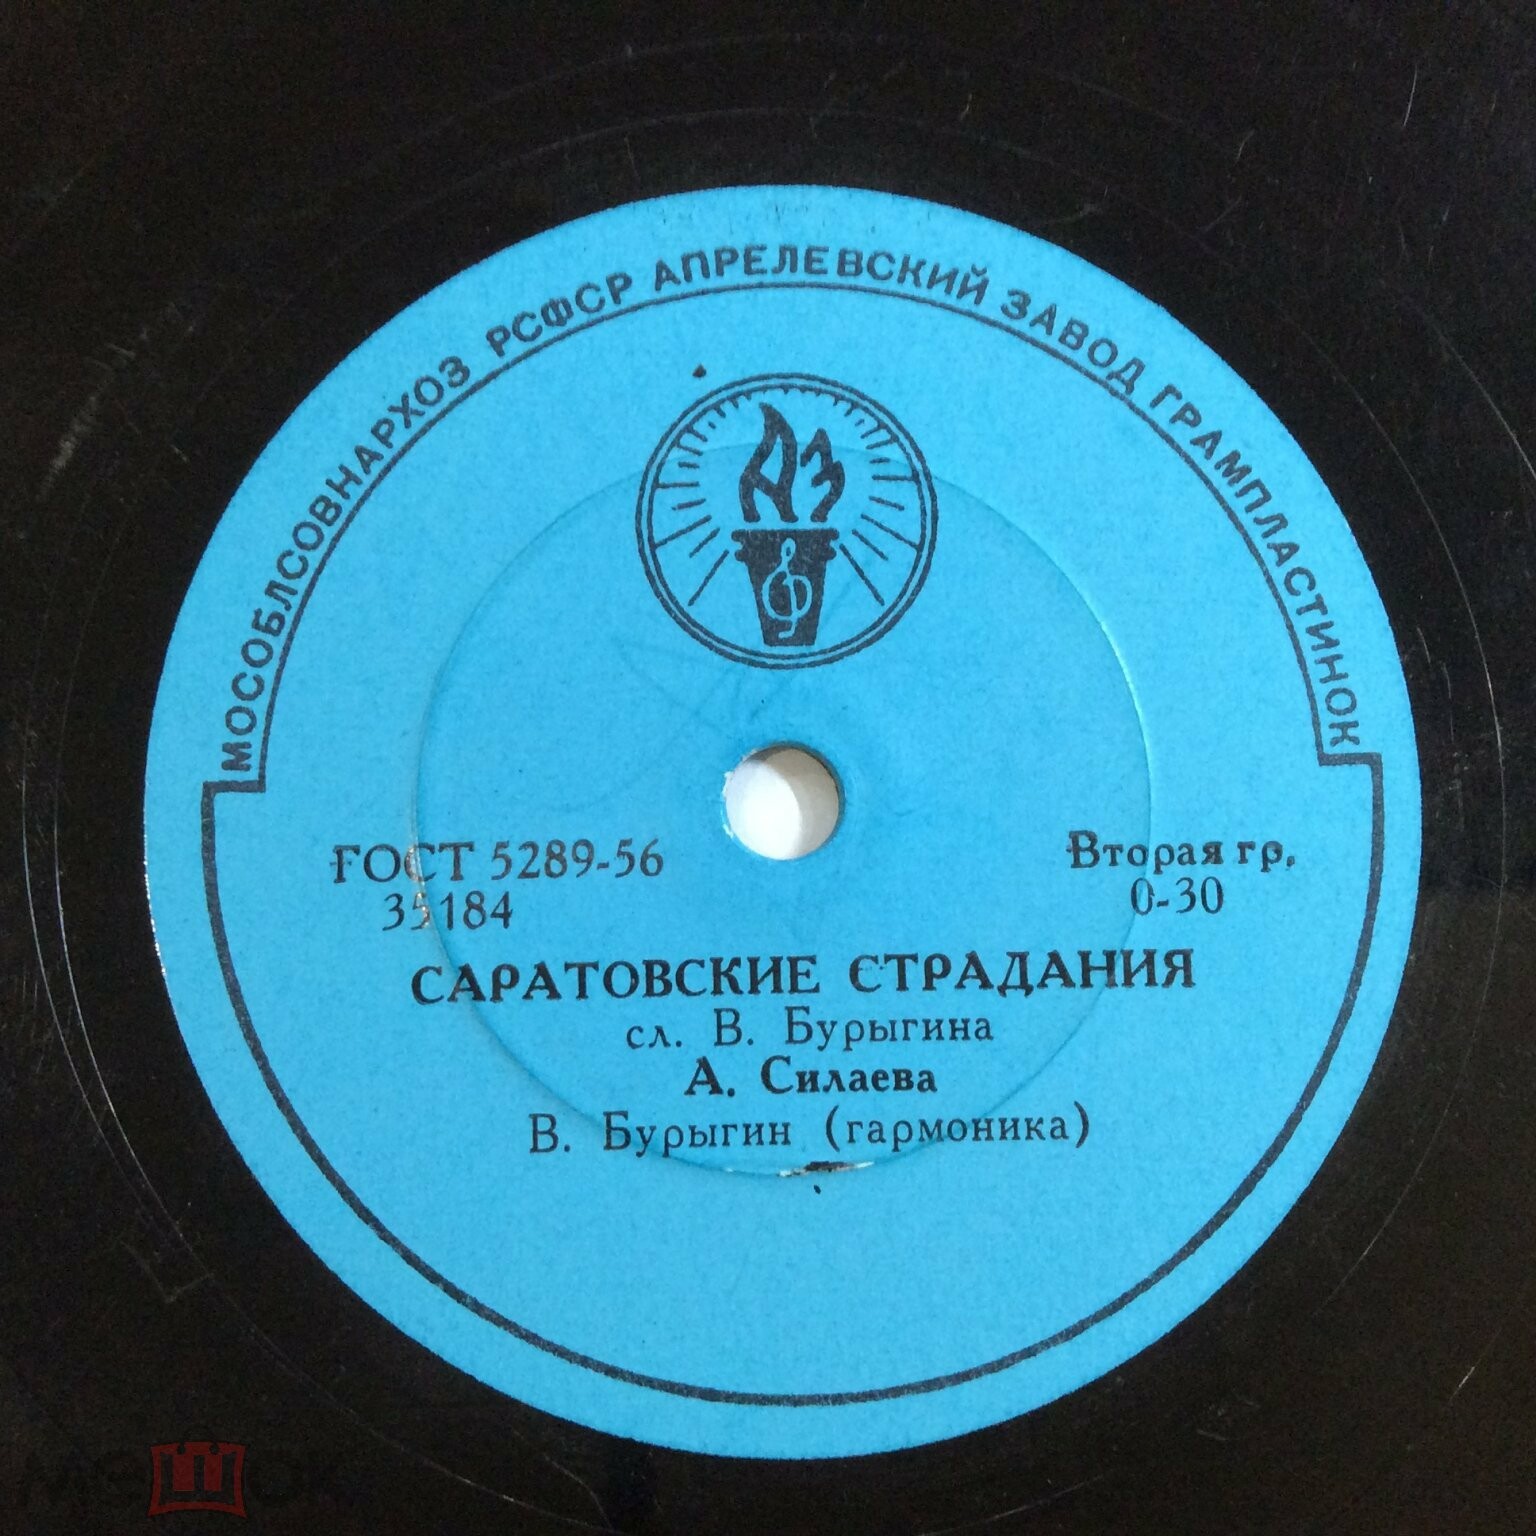 МОСОБЛСОВНАРХОЗ РСФСР АПРЕЛЕВСКИЙ ЗАВОД ГРАМПЛАСТИНОК
АЗ
ГОСТ 5289-56
35184
Вторая гр.
0-30
САРАТОВСКИЕ СТРАДАНИЯ
сл. В. Бурыгина
А. Силаева
В. Бурыгин (гармоника)
мешок